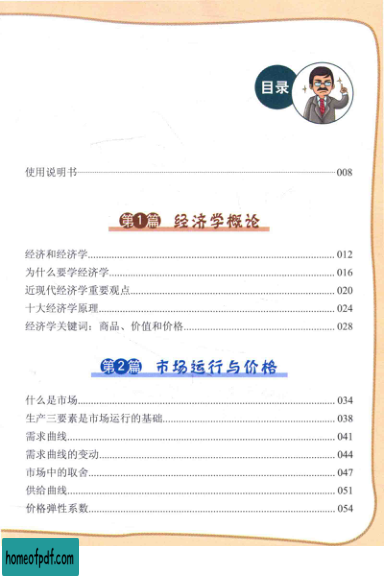 目录
使用说明书 008
第1篇 经济学概论
经济和经济学 012
为什么要学经济学 016
近现代经济学重要观点 020
十大经济学原理 024
经济学关键词：商品、价值和价格 028
第2篇 市场运行与价格
什么是市场 034
生产三要素是市场运行的基础 038
需求曲线 041
需求曲线的变动 044
市场中的取舍 047
供给曲线 051
价格弹性系数 054
homeofpdf.com